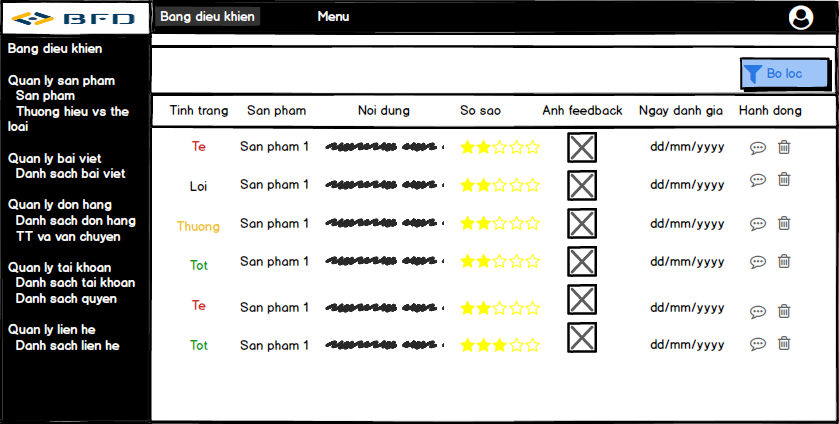 BFD
Bang dieu khien
Menu
Bang dieu khien
Quan ly san pham
San pham
Thuong hieu vs the
loai
Quan ly bai viet
Danh sach bai viet
Quan ly don hang
Danh sach don hang
TT va van chuyen
Quan ly tai khoan
Danh sach tai khoan
Danh sach quyen
Quan ly lien he
Danh sach lien he
Bo loc
Tinh trang San pham Noi dung So sao Anh feedback Ngay danh gia Hanh dong
Te San pham 1 dd/mm/yyyy
Loi San pham 1 dd/mm/yyyy
Thuong San pham 1 dd/mm/yyyy
Tot San pham 1 dd/mm/yyyy
Te San pham 1 dd/mm/yyyy
Tot San pham 1 dd/mm/yyyy